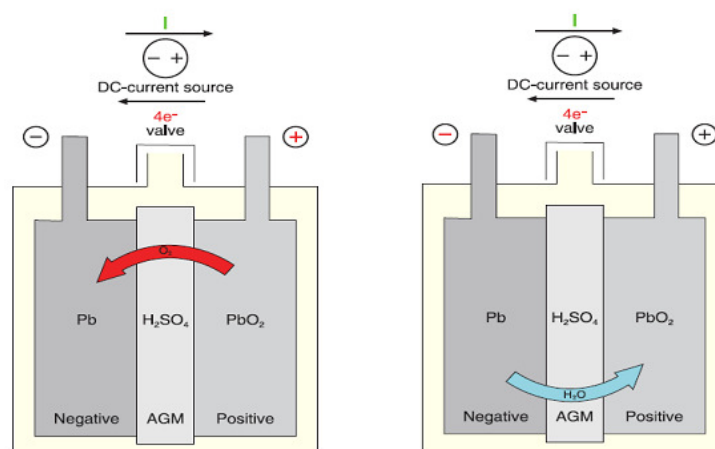 I
− +
DC-current source
4e⁻
valve
−
+
O₂
Pb
H₂SO₄
PbO₂
Negative
AGM
Positive
I
− +
DC-current source
4e⁻
valve
−
+
Pb
H₂SO₄
PbO₂
H₂O
Negative
AGM
Positive